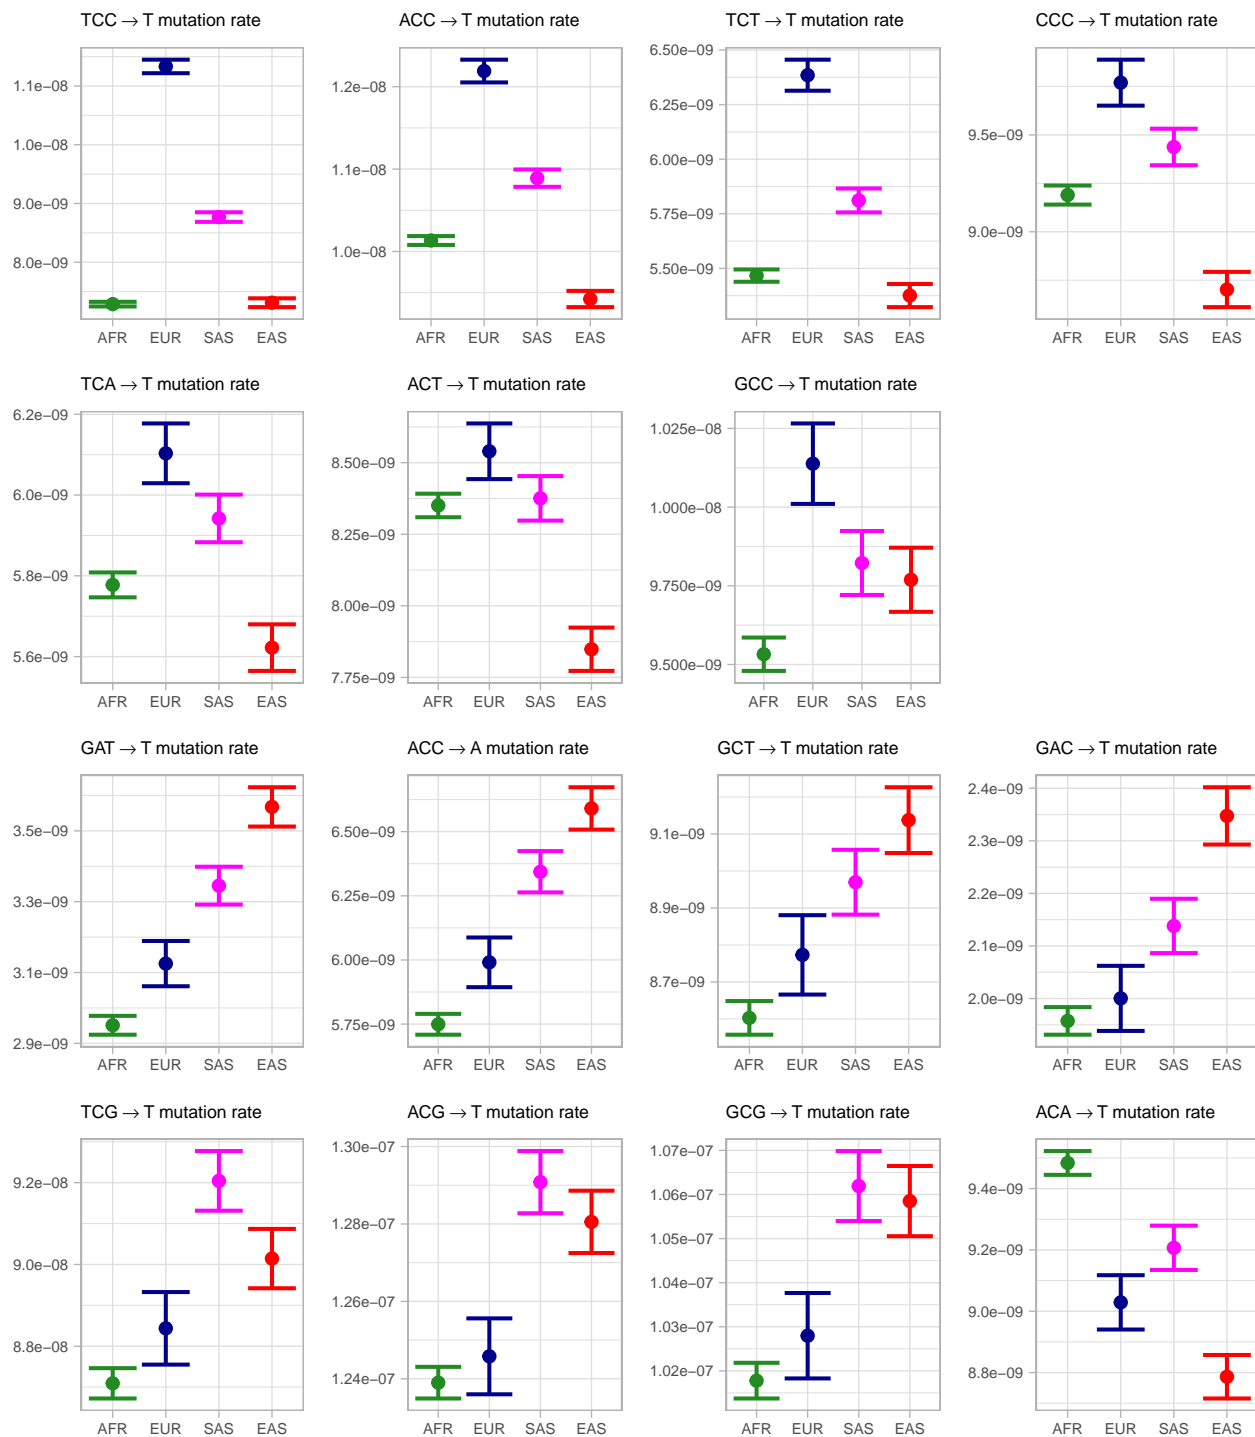 TCC → T mutation rate
1.1e−08
1.0e−08
9.0e−09
8.0e−09
AFR EUR SAS EAS
ACC → T mutation rate
1.2e−08
1.1e−08
1.0e−08
AFR EUR SAS EAS
TCT → T mutation rate
6.50e−09
6.25e−09
6.00e−09
5.75e−09
5.50e−09
AFR EUR SAS EAS
CCC → T mutation rate
9.5e−09
9.0e−09
AFR EUR SAS EAS
TCA → T mutation rate
6.2e−09
6.0e−09
5.8e−09
5.6e−09
AFR EUR SAS EAS
ACT → T mutation rate
8.50e−09
8.25e−09
8.00e−09
7.75e−09
AFR EUR SAS EAS
GCC → T mutation rate
1.025e−08
1.000e−08
9.750e−09
9.500e−09
AFR EUR SAS EAS
GAT → T mutation rate
3.5e−09
3.3e−09
3.1e−09
2.9e−09
AFR EUR SAS EAS
ACC → A mutation rate
6.50e−09
6.25e−09
6.00e−09
5.75e−09
AFR EUR SAS EAS
GCT → T mutation rate
9.1e−09
8.9e−09
8.7e−09
AFR EUR SAS EAS
GAC → T mutation rate
2.4e−09
2.3e−09
2.2e−09
2.1e−09
2.0e−09
AFR EUR SAS EAS
TCG → T mutation rate
9.2e−08
9.0e−08
8.8e−08
AFR EUR SAS EAS
ACG → T mutation rate
1.30e−07
1.28e−07
1.26e−07
1.24e−07
AFR EUR SAS EAS
GCG → T mutation rate
1.07e−07
1.06e−07
1.05e−07
1.04e−07
1.03e−07
1.02e−07
AFR EUR SAS EAS
ACA → T mutation rate
9.4e−09
9.2e−09
9.0e−09
8.8e−09
AFR EUR SAS EAS